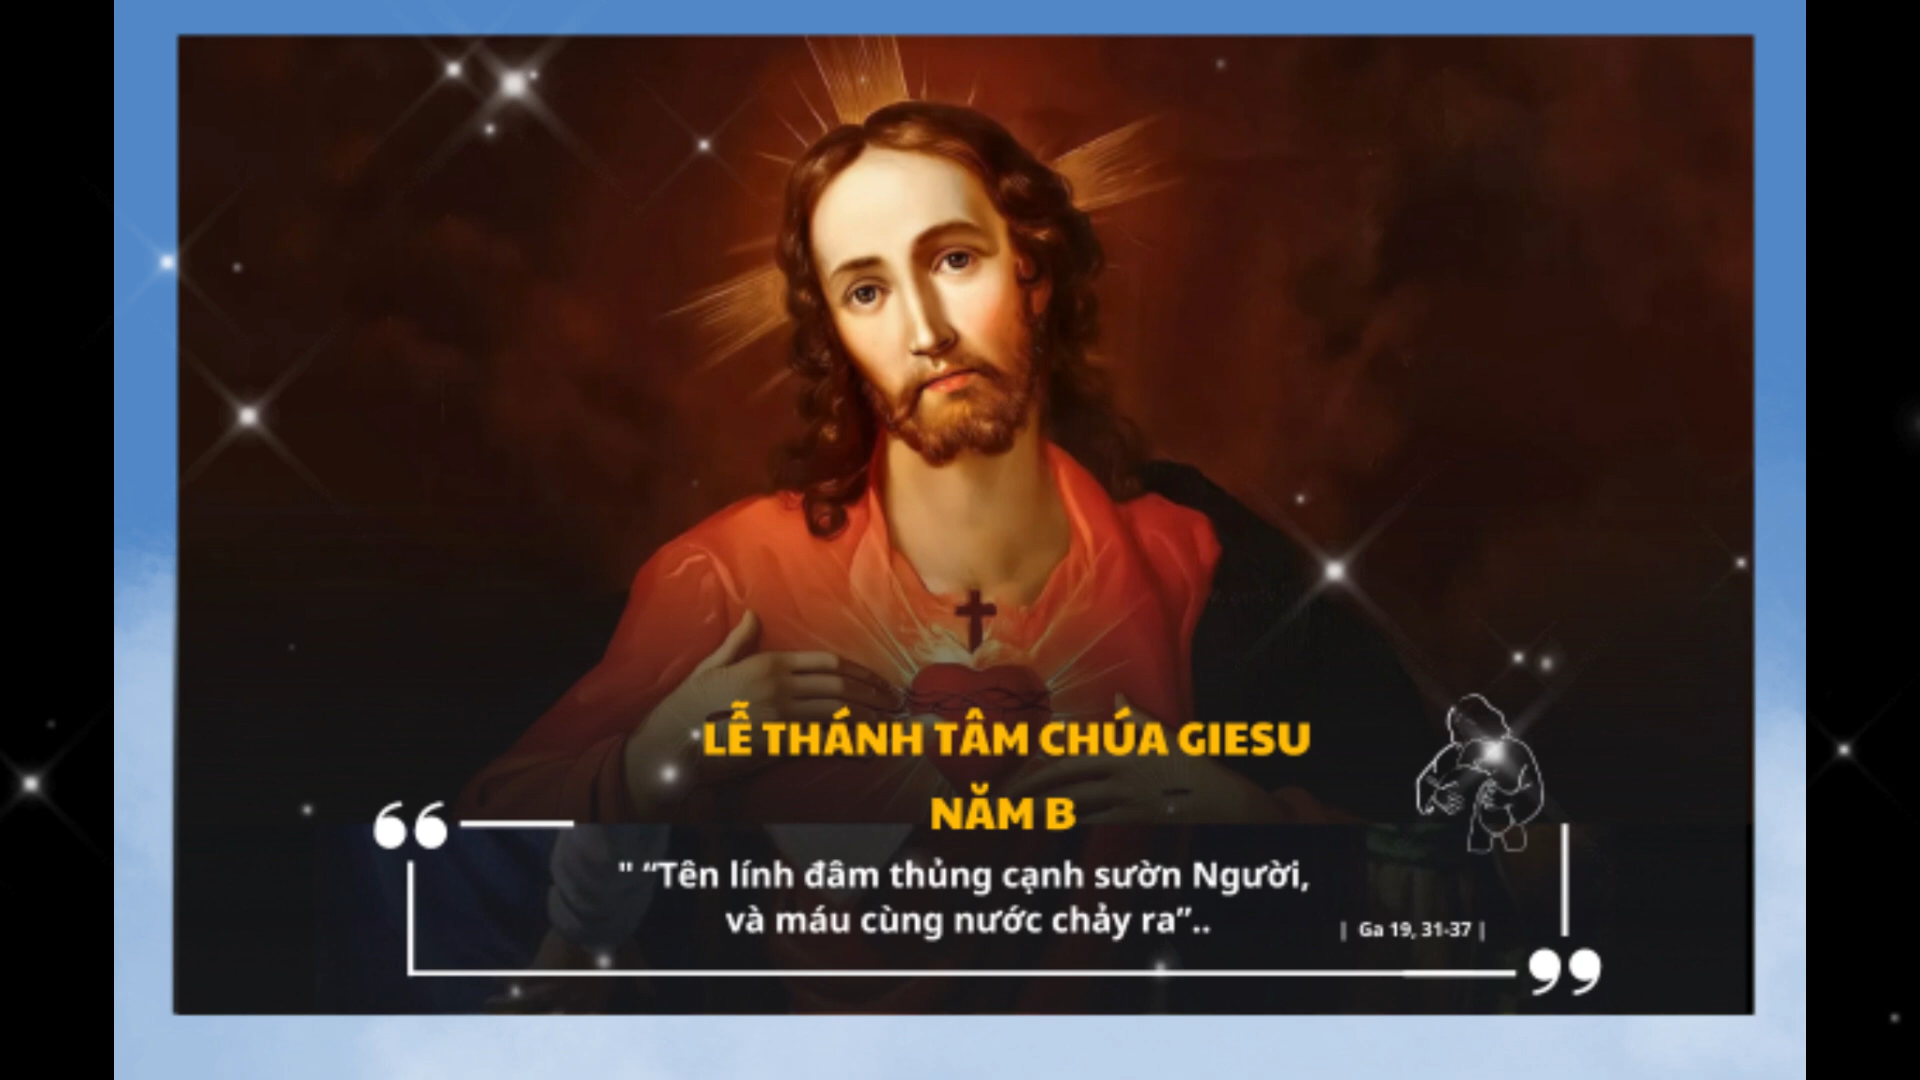 LỄ THÁNH TÂM CHÚA GIESU
NĂM B
" “Tên lính đâm thủng cạnh sườn Người,
và máu cùng nước chảy ra”..
| Ga 19, 31-37 |